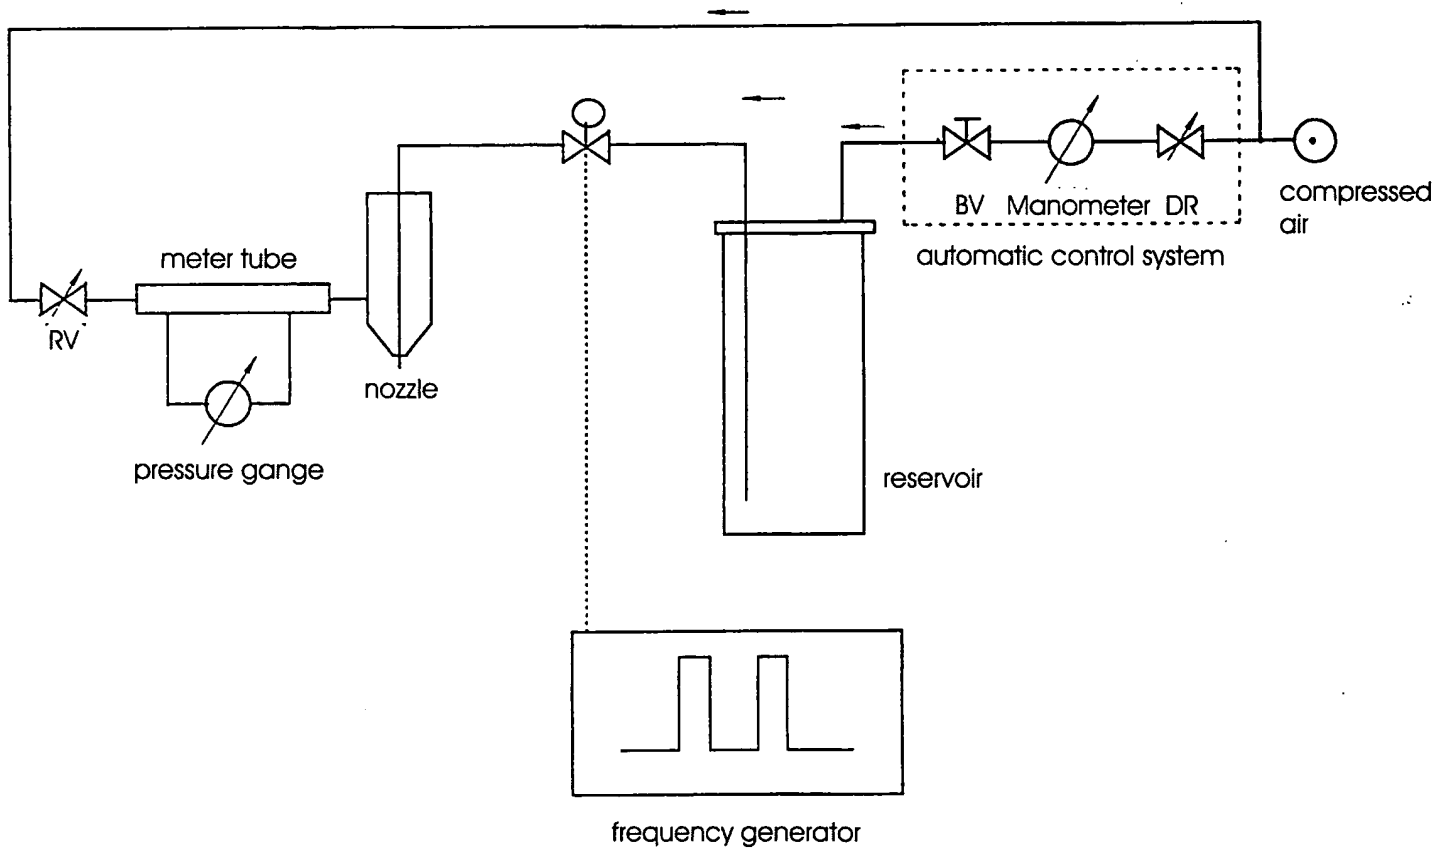 compressed
air
BV Manometer DR
automatic control system
meter tube
RV
nozzle
pressure gange
reservoir
frequency generator